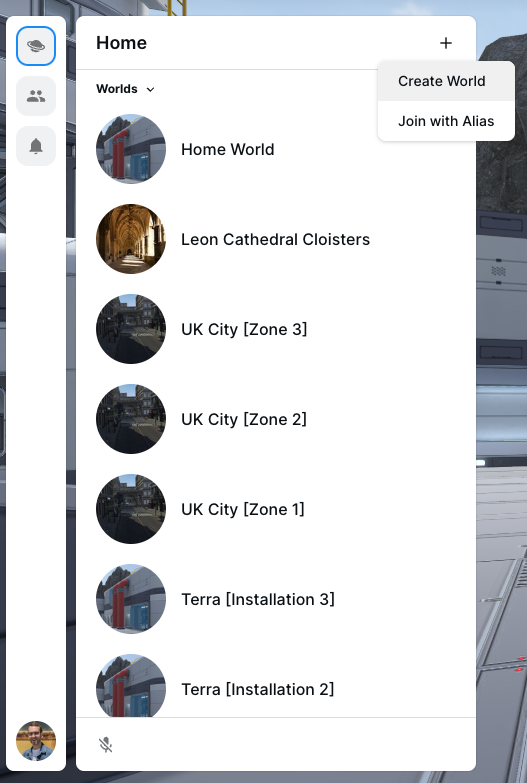 Home
Create World
Worlds
Join with Alias
Home World
Leon Cathedral Cloisters
UK City [Zone 3]
UK City [Zone 2]
UK City [Zone 1]
Terra [Installation 3]
Terra [Installation 2]